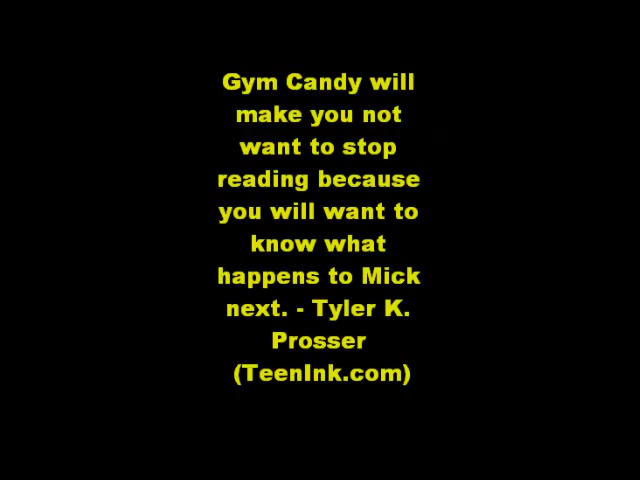 Gym Candy will
make you not
want to stop
reading because
you will want to
know what
happens to Mick
next. - Tyler K.
Prosser
(TeenInk.com)